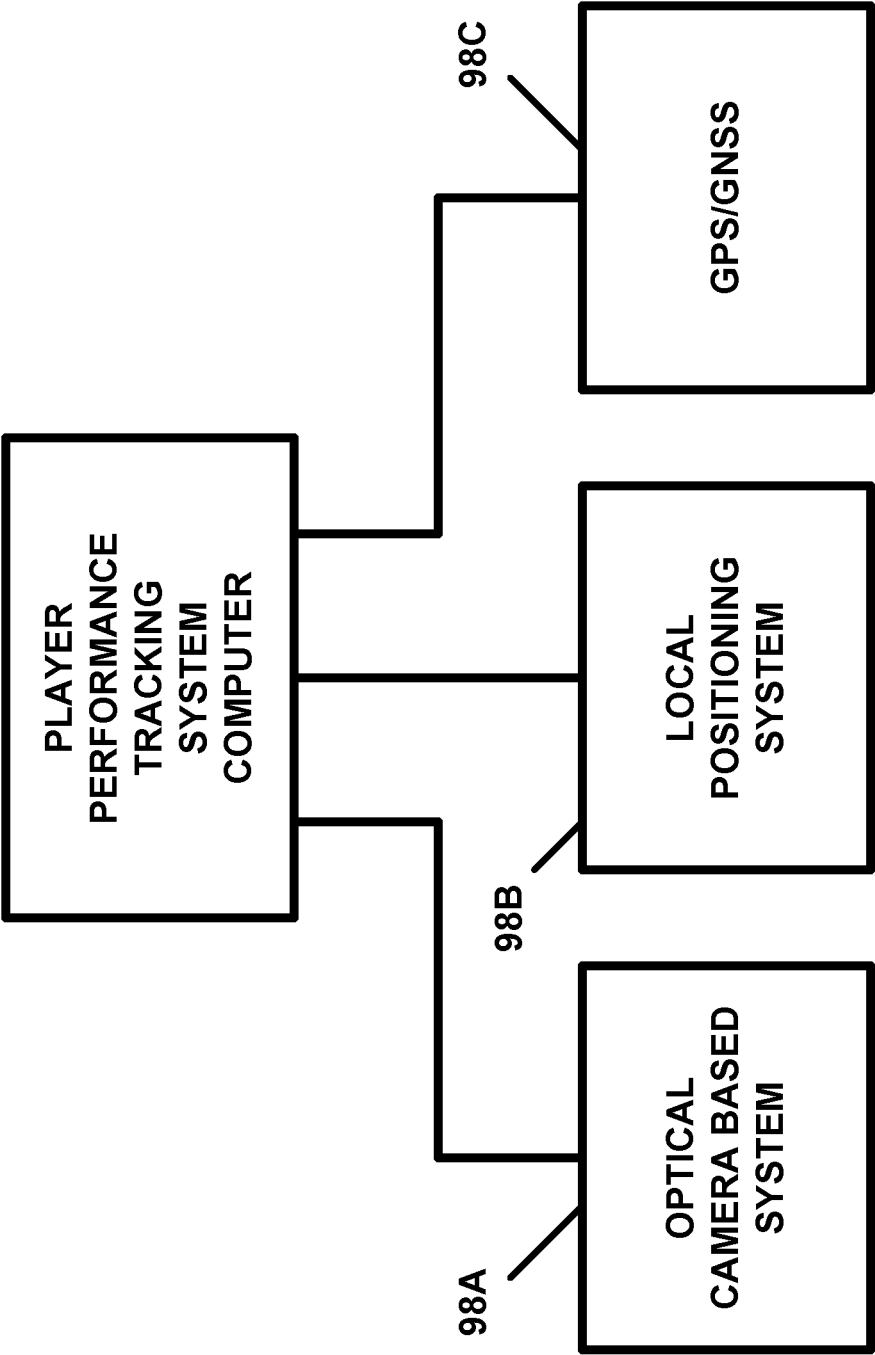 PLAYER
PERFORMANCE
TRACKING
SYSTEM
COMPUTER
98A
98B
98C
OPTICAL
CAMERA BASED
SYSTEM
LOCAL
POSITIONING
SYSTEM
GPS/GNSS